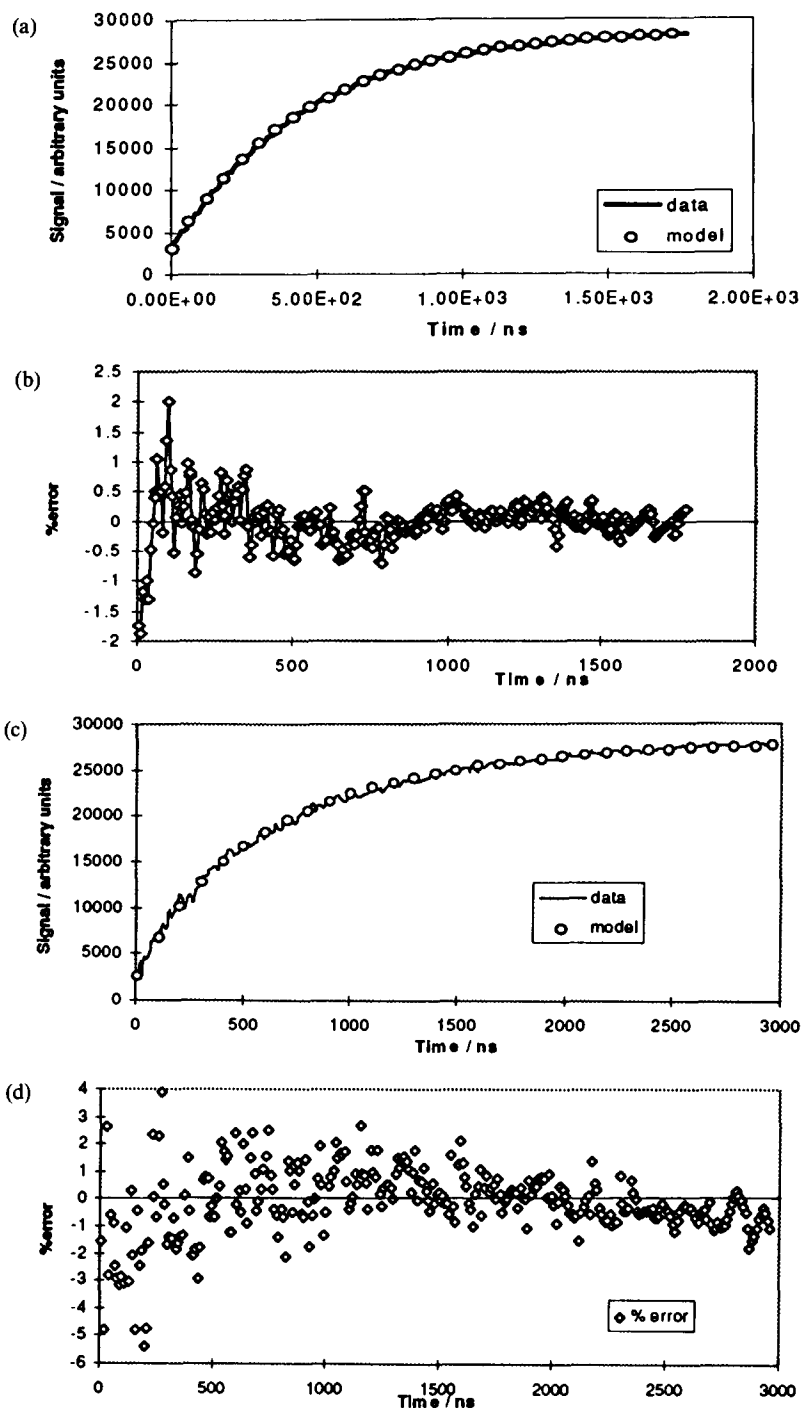 (a)
Signal / arbitrary units
30000
25000
20000
15000
10000
5000
0
data
model
0.00E+00 5.00E+02 1.00E+03 1.50E+03 2.00E+03
Time / ns
(b)
%error
2.5
2
1.5
1
0.5
0
-0.5
-1
-1.5
-2
0 500 1000 1500 2000
Time / ns
(c)
Signal / arbitrary units
30000
25000
20000
15000
10000
5000
0
data
model
0 500 1000 1500 2000 2500 3000
Time / ns
(d)
%error
4
3
2
1
0
-1
-2
-3
-4
-5
-6
% error
0 500 1000 1500 2000 2500 3000
Time / ns